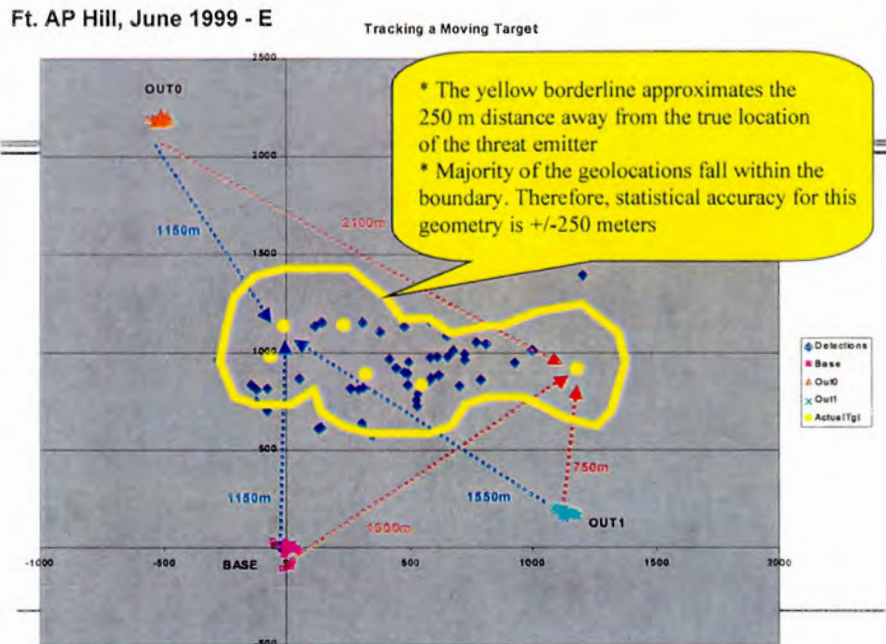 Ft. AP Hill, June 1999 - E
Tracking a Moving Target
2500
OUT0
* The yellow borderline approximates the
250 m distance away from the true location
of the threat emitter
* Majority of the geolocations fall within the
boundary. Therefore, statistical accuracy for this
geometry is +/-250 meters
2000
2100m
1150m
1500
1000
Detections
Base
Out0
Out1
ActualTgt
500
750m
1150m
1550m
1500m
OUT1
BASE
-1000
-500
0
500
1000
1500
2000
-500